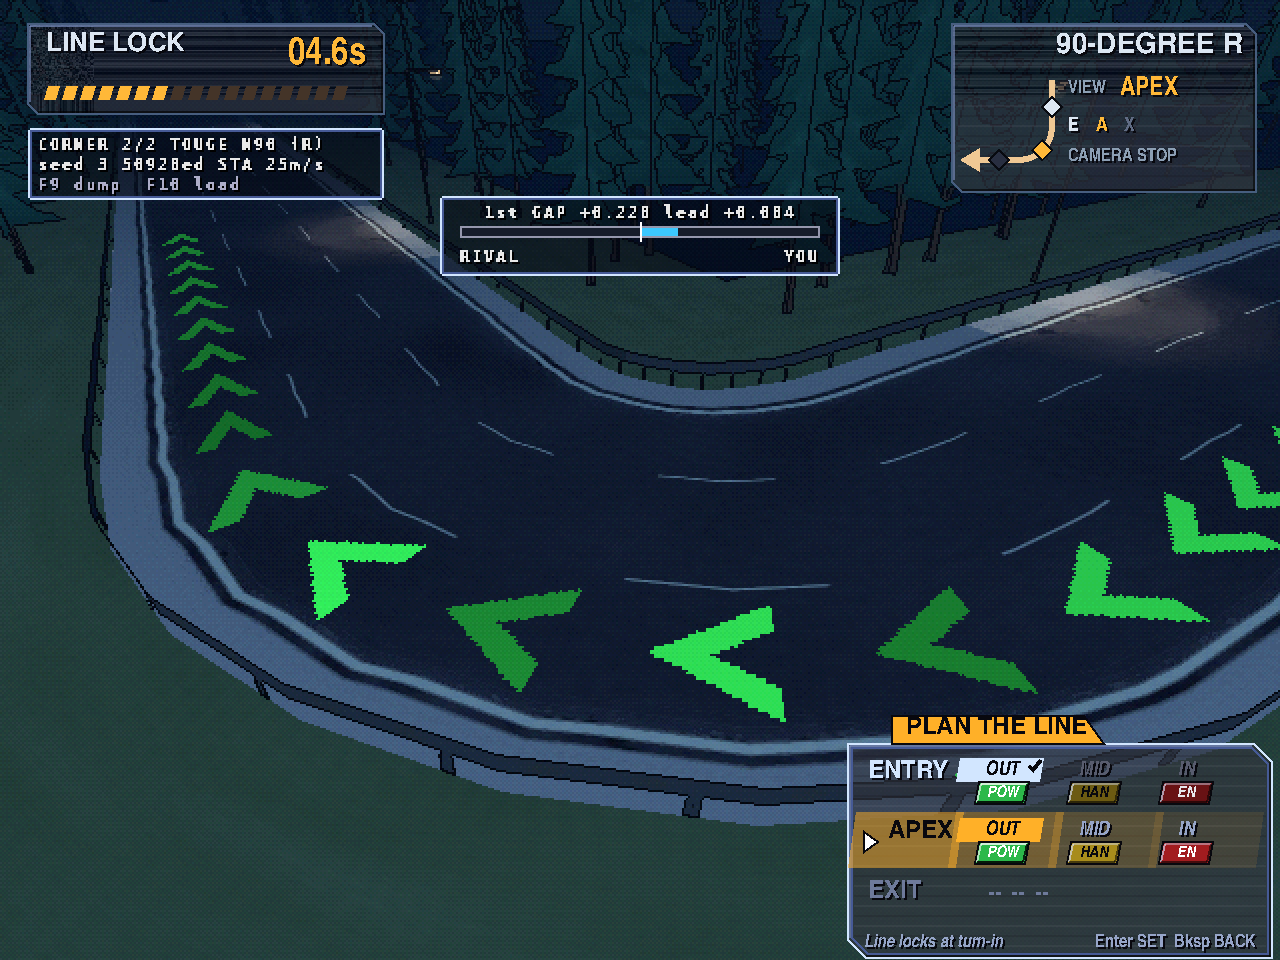 LINE LOCK
04.6s
90-DEGREE R
VIEW APEX
E A X
CAMERA STOP
CORNER 2/2 TOUGE N90 (R)
seed 3 50920ed STA 25m/s
F9 dump F10 load
1st GAP +0.220 lead +0.084
RIVAL YOU
PLAN THE LINE
ENTRY OUT ✓ MID IN
POW HAN EN
APEX OUT MID IN
POW HAN EN
EXIT -- -- --
Line locks at turn-in Enter SET Bksp BACK